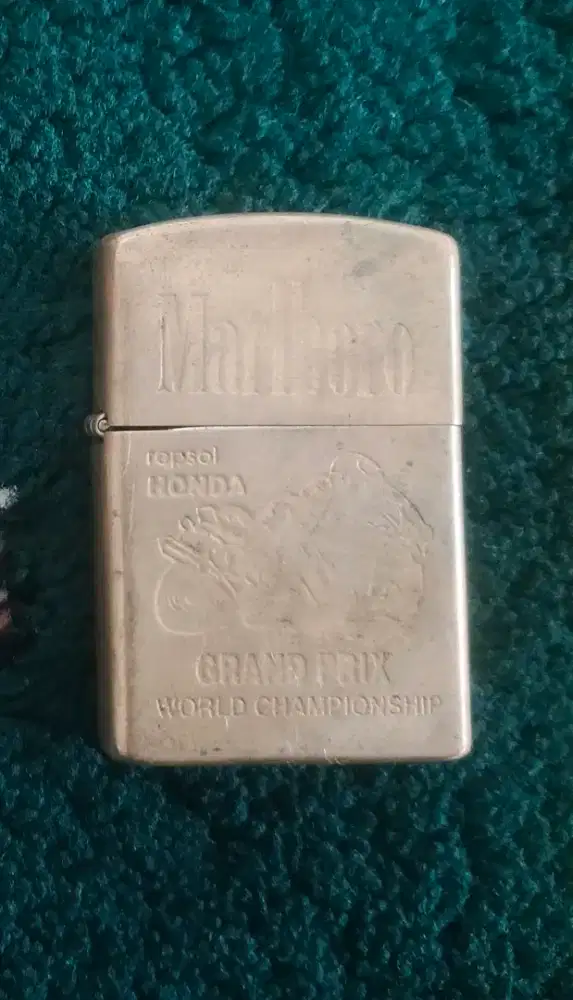 Marlboro
repsol
HONDA
GRAND PRIX
WORLD CHAMPIONSHIP